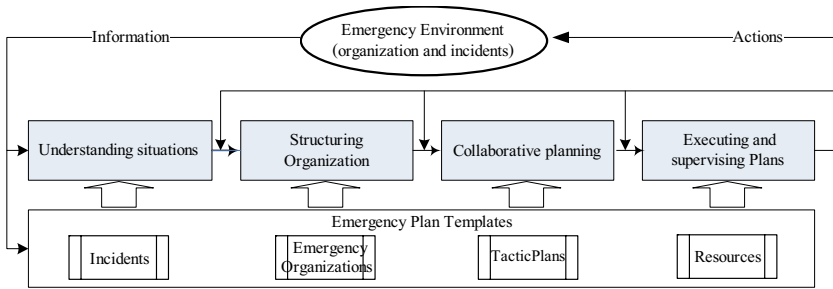 Information
Emergency Environment
(organization and incidents)
Actions
Understanding situations
Structuring
Organization
Collaborative planning
Executing and
supervising Plans
Emergency Plan Templates
Incidents
Emergency
Organizations
TacticPlans
Resources